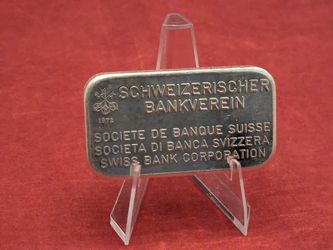 SCHWEIZERISCHER
BANKVEREIN
1872
SOCIETE DE BANQUE SUISSE
SOCIETA DI BANCA SVIZZERA
SWISS BANK CORPORATION